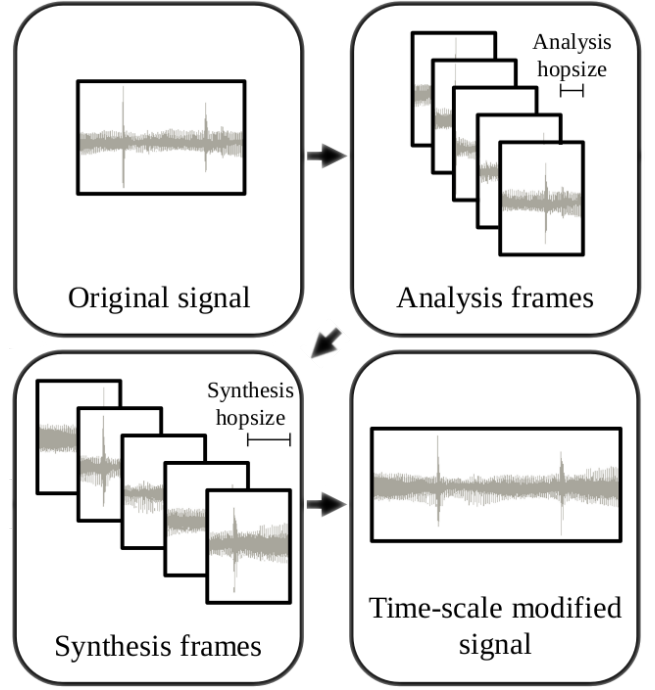 Original signal
Analysis
hopsize
Analysis frames
Synthesis
hopsize
Synthesis frames
Time-scale modified
signal